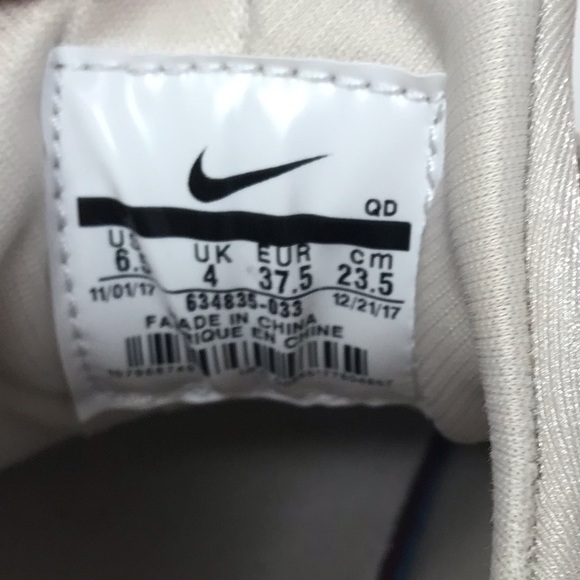 QD
US UK EUR cm
6.5 4 37.5 23.5
11/01/17 634835-033 12/21/17
MADE IN CHINA
FABRIQUE EN CHINE